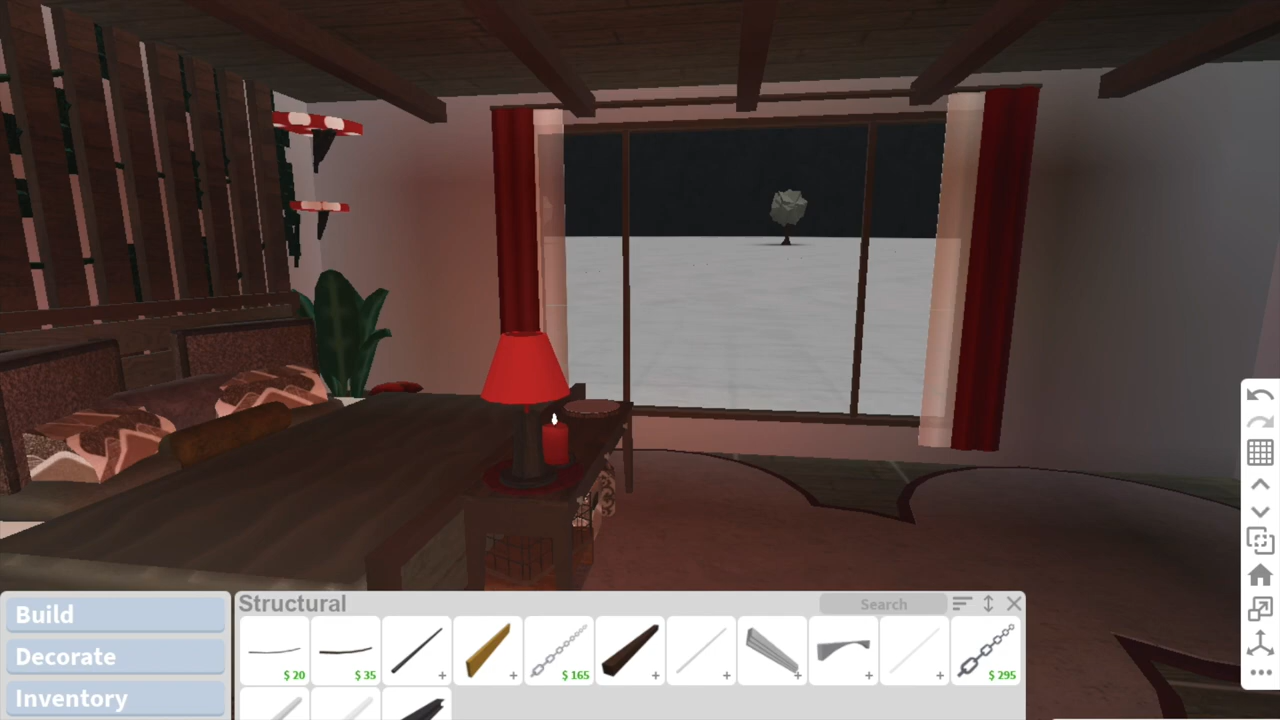 Build
Decorate
Inventory
Structural
Search
$ 20
$ 35
+
+
$ 165
+
+
+
+
+
$ 295